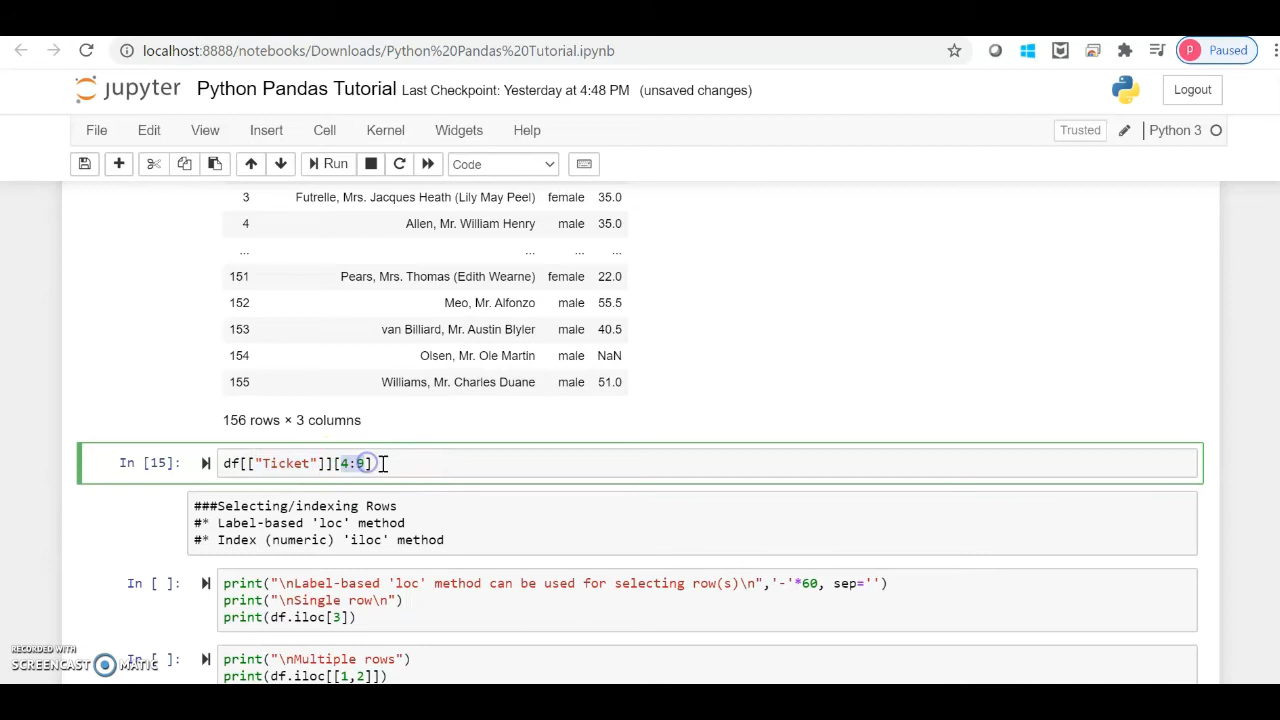 localhost:8888/notebooks/Downloads/Python%20Pandas%20Tutorial.ipynb
P Paused
jupyter Python Pandas Tutorial Last Checkpoint: Yesterday at 4:48 PM (unsaved changes)
Logout
File Edit View Insert Cell Kernel Widgets Help
Trusted Python 3
Run Code
3 Futrelle, Mrs. Jacques Heath (Lily May Peel) female 35.0
4 Allen, Mr. William Henry male 35.0
... ... ... ...
151 Pears, Mrs. Thomas (Edith Wearne) female 22.0
152 Meo, Mr. Alfonzo male 55.5
153 van Billiard, Mr. Austin Blyler male 40.5
154 Olsen, Mr. Ole Martin male NaN
155 Williams, Mr. Charles Duane male 51.0
156 rows × 3 columns
In [15]: df[["Ticket"]][4:9]
###Selecting/indexing Rows
#* Label-based 'loc' method
#* Index (numeric) 'iloc' method
In [ ]: print("\nLabel-based 'loc' method can be used for selecting row(s)\n",'-'*60, sep='')
print("\nSingle row\n")
print(df.iloc[3])
RECORDED WITH
SCREENCAST MATIC
In [ ]: print("\nMultiple rows")
print(df.iloc[[1,2]])